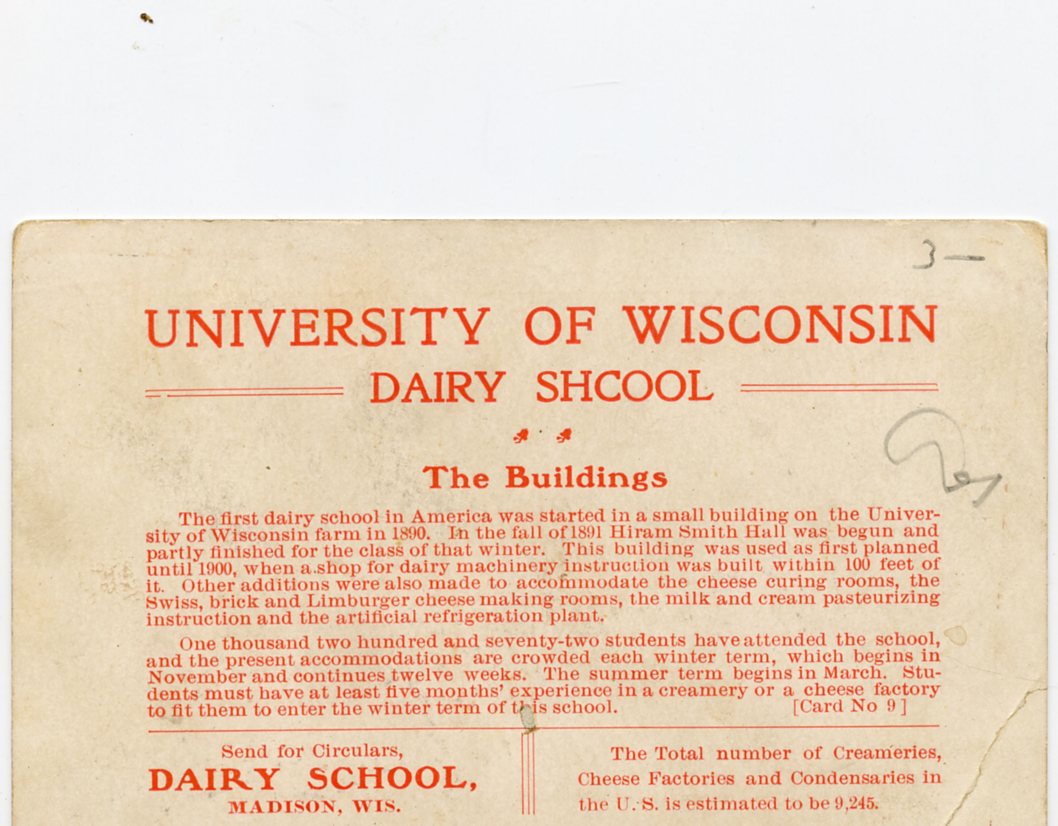 3 —
UNIVERSITY OF WISCONSIN
DAIRY SHCOOL
The Buildings
The first dairy school in America was started in a small building on the Univer-
sity of Wisconsin farm in 1890. In the fall of 1891 Hiram Smith Hall was begun and
partly finished for the class of that winter. This building was used as first planned
until 1900, when a shop for dairy machinery instruction was built within 100 feet of
it. Other additions were also made to accommodate the cheese curing rooms, the
Swiss, brick and Limburger cheese making rooms, the milk and cream pasteurizing
instruction and the artificial refrigeration plant.
One thousand two hundred and seventy-two students have attended the school,
and the present accommodations are crowded each winter term, which begins in
November and continues twelve weeks. The summer term begins in March. Stu-
dents must have at least five months' experience in a creamery or a cheese factory
to fit them to enter the winter term of this school. [Card No 9]
Send for Circulars,
DAIRY SCHOOL,
MADISON, WIS.
The Total number of Creameries,
Cheese Factories and Condensaries in
the U. S. is estimated to be 9,245.